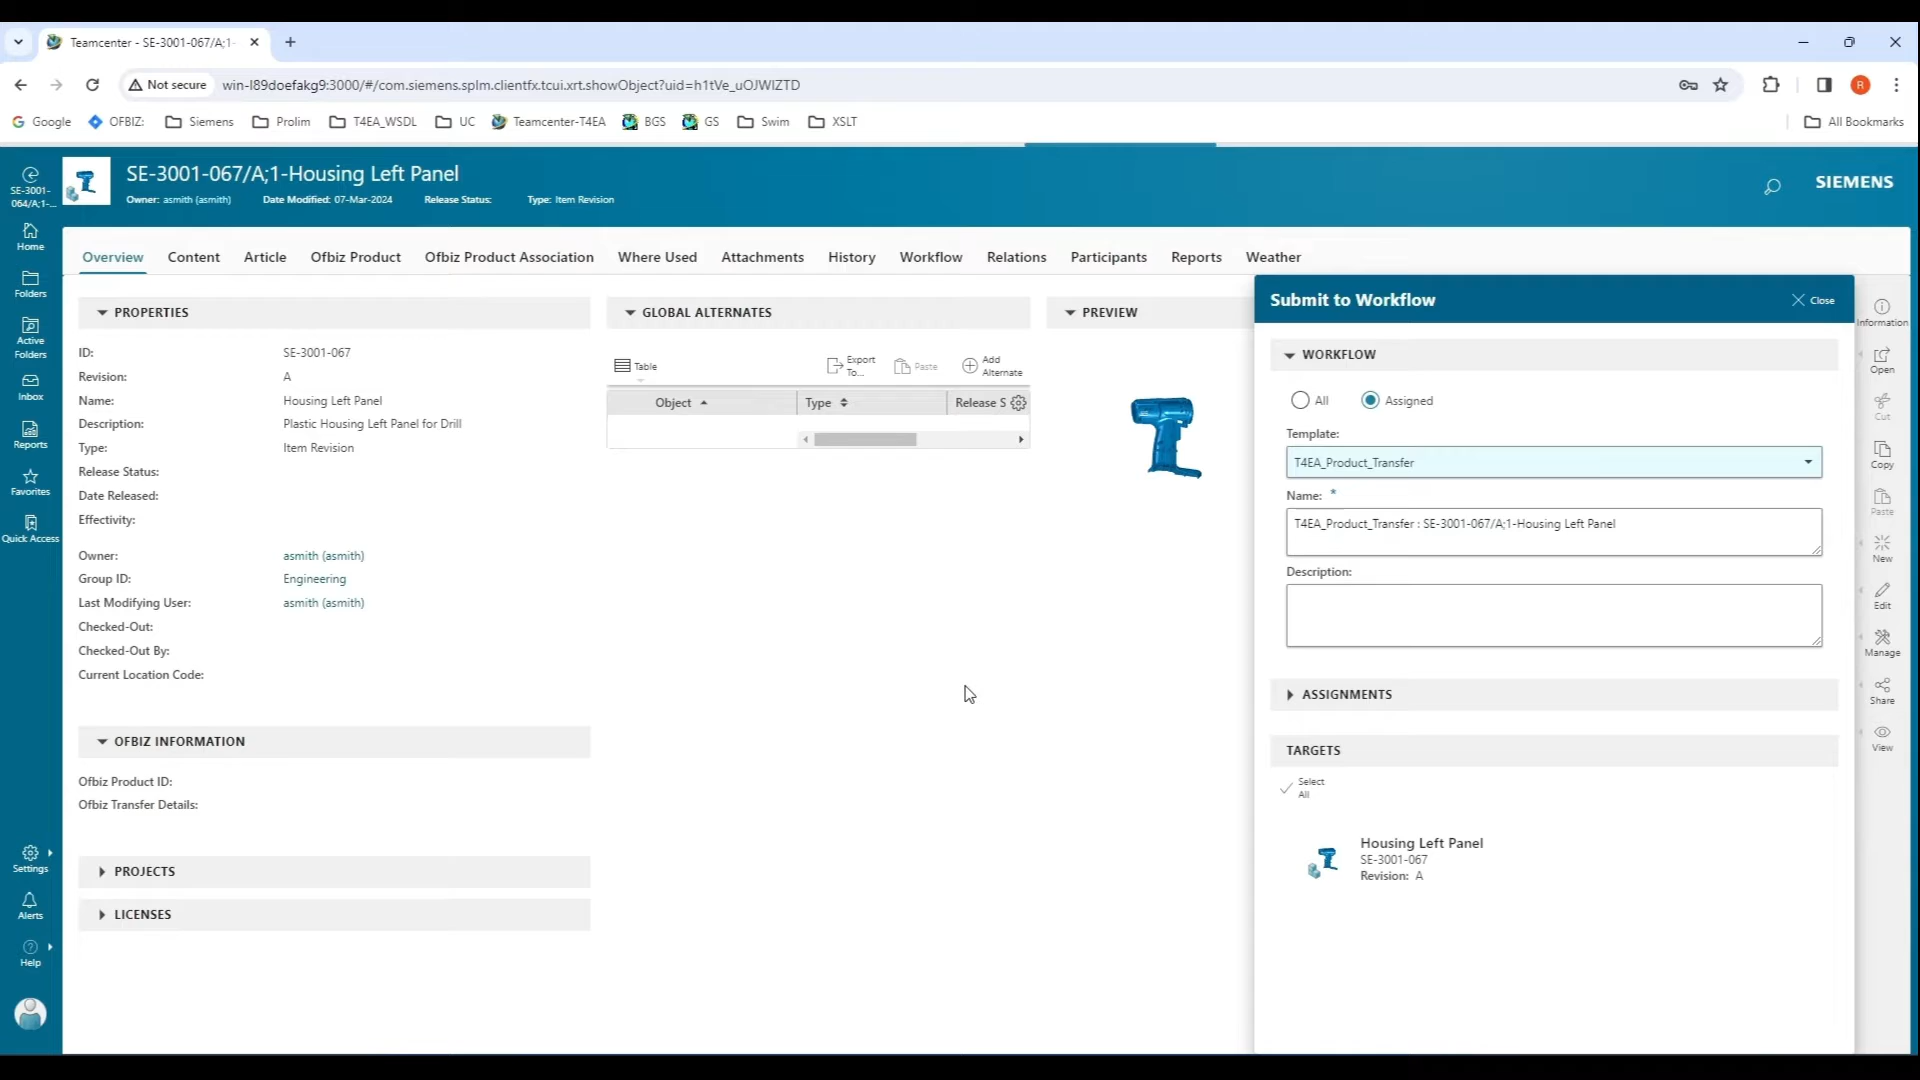 Teamcenter - SE-3001-067/A;1-
Not secure win-l89doefakg9:3000/#/com.siemens.splm.clientfx.tcui.xrt.showObject?uid=h1tVe_uOJWIZTD R
Google OFBIZ: Siemens Prolim T4EA_WSDL UC Teamcenter-T4EA BGS GS Swim XSLT All Bookmarks
SE-3001-
064/A;1-...
SE-3001-067/A;1-Housing Left Panel
Owner: asmith (asmith) Date Modified: 07-Mar-2024 Release Status: Type: Item Revision
SIEMENS
Home
Folders
Active
Folders
Inbox
Reports
Favorites
Quick Access
Settings
Alerts
Help
Overview Content Article Ofbiz Product Ofbiz Product Association Where Used Attachments History Workflow Relations Participants Reports Weather
PROPERTIES
ID: SE-3001-067
Revision: A
Name: Housing Left Panel
Description: Plastic Housing Left Panel for Drill
Type: Item Revision
Release Status:
Date Released:
Effectivity:
Owner: asmith (asmith)
Group ID: Engineering
Last Modifying User: asmith (asmith)
Checked-Out:
Checked-Out By:
Current Location Code:
OFBIZ INFORMATION
Ofbiz Product ID:
Ofbiz Transfer Details:
PROJECTS
LICENSES
GLOBAL ALTERNATES
Table
Export
To...
Paste
Add
Alternate
Object Type Release S
PREVIEW
Submit to Workflow
Close
WORKFLOW
All Assigned
Template:
T4EA_Product_Transfer
Name: *
T4EA_Product_Transfer : SE-3001-067/A;1-Housing Left Panel
Description:
ASSIGNMENTS
TARGETS
Select
All
Housing Left Panel
SE-3001-067
Revision: A
Information
Open
Cut
Copy
Paste
New
Edit
Manage
Share
View